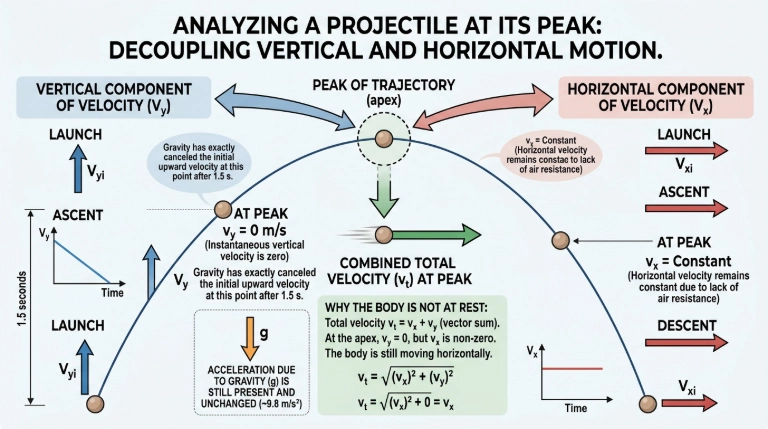 ANALYZING A PROJECTILE AT ITS PEAK:
DECOUPLING VERTICAL AND HORIZONTAL MOTION.
VERTICAL COMPONENT
OF VELOCITY (Vy)
PEAK OF TRAJECTORY
(apex)
HORIZONTAL COMPONENT
OF VELOCITY (Vx)
LAUNCH
Vyi
Gravity has exactly
canceled the initial
upward velocity at this
point after 1.5 s.
vx = Constant
(Horizontal velocity
remains constao to lack
of air resistance)
LAUNCH
Vxi
ASCENT
ASCENT
Vy
Time
1.5 seconds
AT PEAK
vy = 0 m/s
(Instantaneous vertical
velocity is zero)
Vy
Gravity has exactly canceled
the initial upward velocity
at this point after 1.5 s.
COMBINED TOTAL
VELOCITY (vt) AT PEAK
AT PEAK
vx = Constant
(Horizontal velocity remains
constant due to lack of
air resistance)
LAUNCH
Vyi
g
ACCELERATION DUE
TO GRAVITY (g) IS
STILL PRESENT AND
UNCHANGED (~9.8 m/s²)
WHY THE BODY IS NOT AT REST:
Total velocity vt = vx + vy (vector sum).
At the apex, vy = 0, but vx is non-zero.
The body is still moving horizontally.
vt = √(vx)² + (vy)²
vt = √(vx)² + 0 = vx
DESCENT
Vx
Time
Vxi